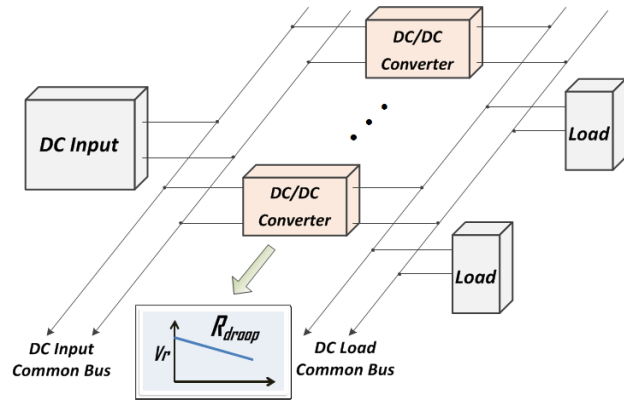 DC/DC
Converter
DC Input
Load
DC/DC
Converter
Load
Rdroop
Vr
DC Input
Common Bus
DC Load
Common Bus